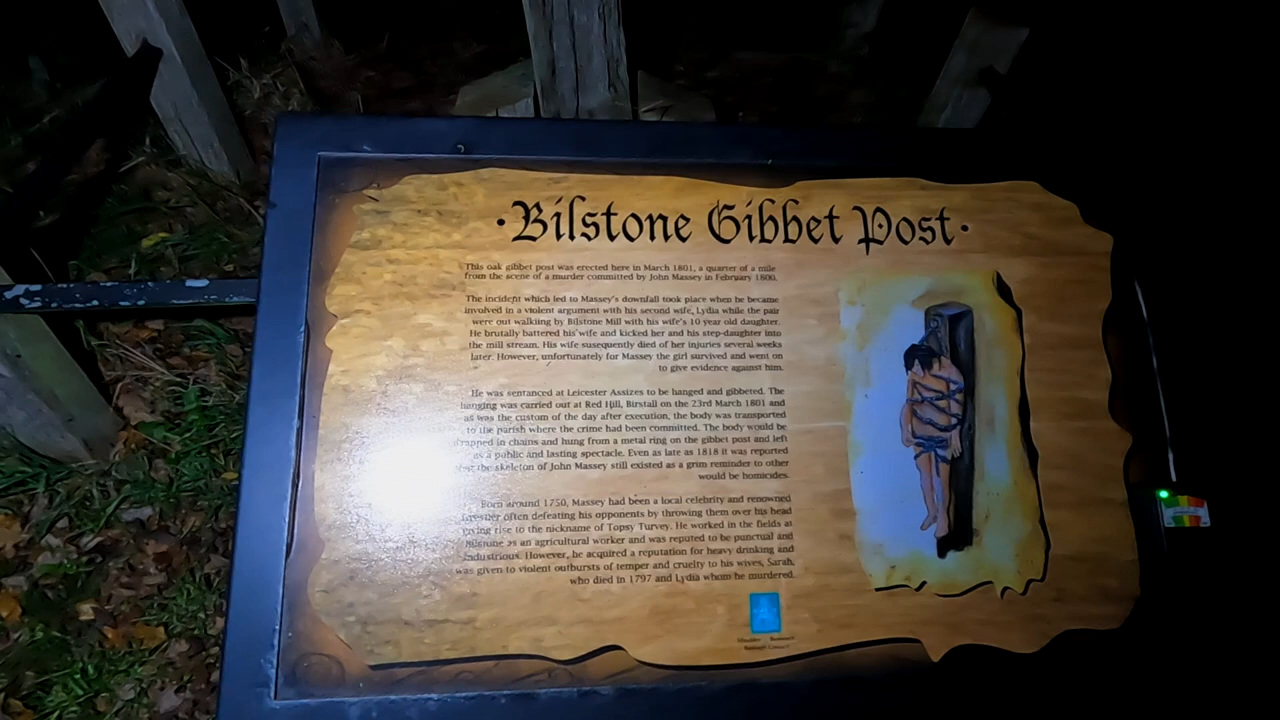 ·Bilstone Gibbet Post·
This oak gibbet post was erected here in March 1801, a quarter of a mile
from the scene of a murder committed by John Massey in February 1800.
The incident which led to Massey's downfall took place when he became
involved in a violent argument with his second wife, Lydia while the pair
were out walkiing by Bilstone Mill with his wife's 10 year old daughter.
He brutally battered his wife and kicked her and his step-daughter into
the mill stream. His wife susequently died of her injuries several weeks
later. However, unfortunately for Massey the girl survived and went on
to give evidence against him.
He was sentanced at Leicester Assizes to be hanged and gibbeted. The
hanging was carried out at Red Hill, Birstall on the 23rd March 1801 and
as was the custom of the day after execution, the body was transported
to the parish where the crime had been committed. The body would be
wrapped in chains and hung from a metal ring on the gibbet post and left
as a public and lasting spectacle. Even as late as 1818 it was reported
that the skeleton of John Massey still existed as a grim reminder to other
would be homicides.
Born around 1750, Massey had been a local celebrity and renowned
wrestler often defeating his opponents by throwing them over his head
giving rise to the nickname of Topsy Turvey. He worked in the fields at
Bilstone as an agricultural worker and was reputed to be punctual and
industrious. However, he acquired a reputation for heavy drinking and
was given to violent outbursts of temper and cruelty to his wives, Sarah,
who died in 1797 and Lydia whom he murdered.